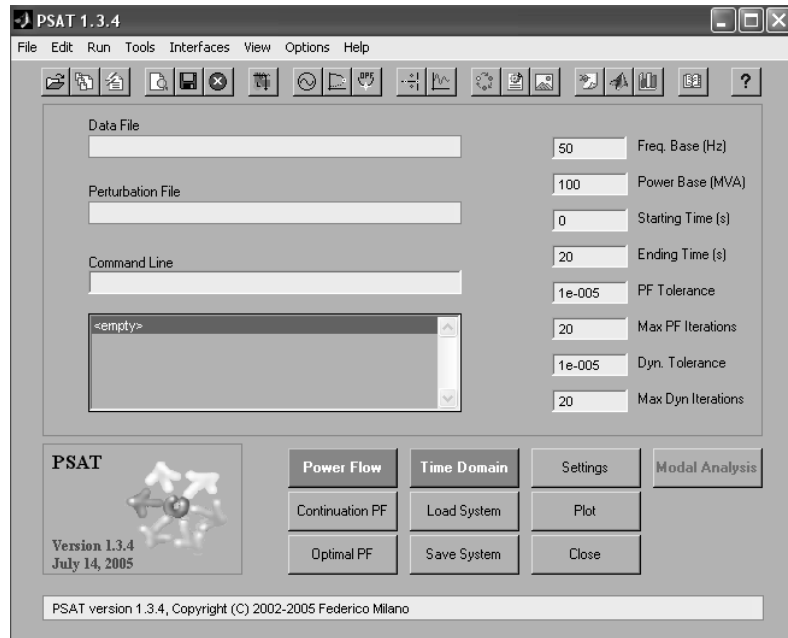 PSAT 1.3.4
File Edit Run Tools Interfaces View Options Help
OPF
?
Data File
Perturbation File
Command Line
<empty>
50 Freq. Base (Hz)
100 Power Base (MVA)
0 Starting Time (s)
20 Ending Time (s)
1e-005 PF Tolerance
20 Max PF Iterations
1e-005 Dyn. Tolerance
20 Max Dyn Iterations
PSAT
Version 1.3.4
July 14, 2005
Power Flow Time Domain Settings Modal Analysis
Continuation PF Load System Plot
Optimal PF Save System Close
PSAT version 1.3.4, Copyright (C) 2002-2005 Federico Milano